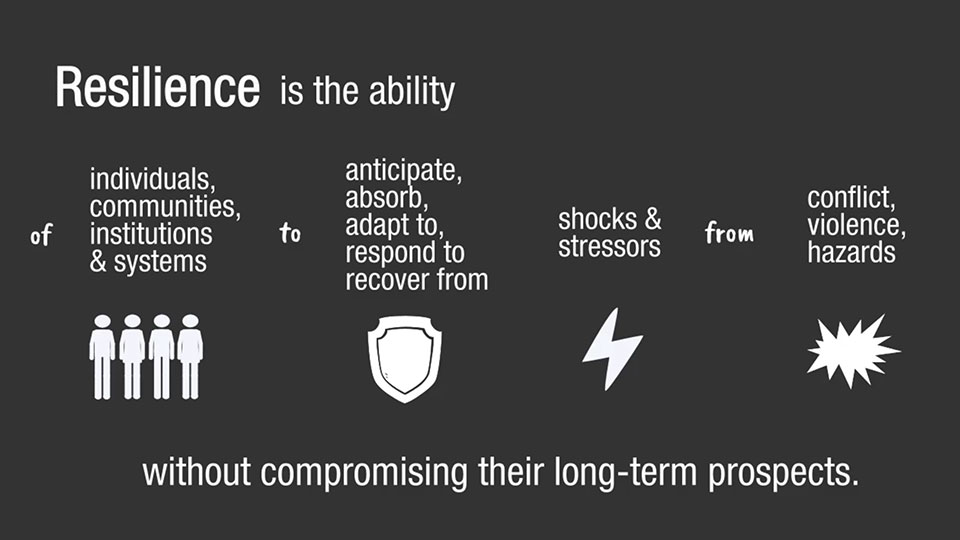 Resilience is the ability
of
individuals,
communities,
institutions
& systems
to
anticipate,
absorb,
adapt to,
respond to
recover from
shocks &
stressors
from
conflict,
violence,
hazards
without compromising their long-term prospects.